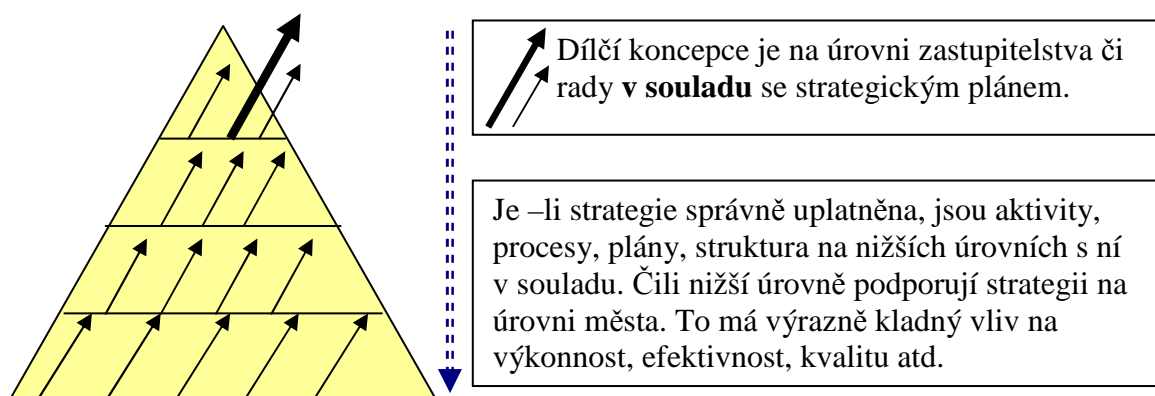 Dílčí koncepce je na úrovni zastupitelstva či
rady v souladu se strategickým plánem.
Je –li strategie správně uplatněna, jsou aktivity,
procesy, plány, struktura na nižších úrovních s ní
v souladu. Čili nižší úrovně podporují strategii na
úrovni města. To má výrazně kladný vliv na
výkonnost, efektivnost, kvalitu atd.